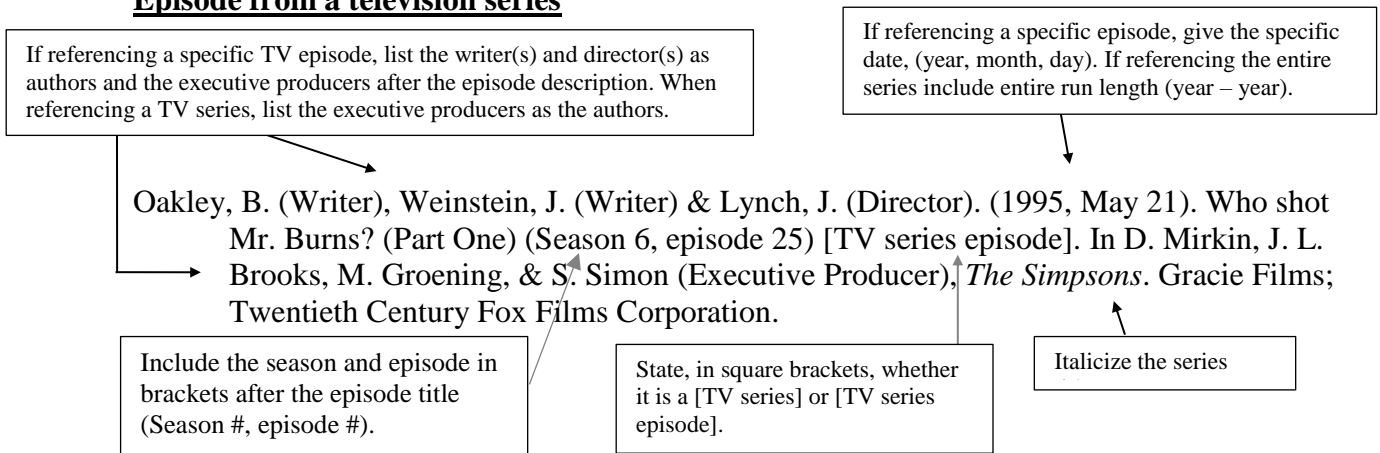 Episode from a television series
If referencing a specific TV episode, list the writer(s) and director(s) as
authors and the executive producers after the episode description. When
referencing a TV series, list the executive producers as the authors.
If referencing a specific episode, give the specific
date, (year, month, day). If referencing the entire
series include entire run length (year – year).
Oakley, B. (Writer), Weinstein, J. (Writer) & Lynch, J. (Director). (1995, May 21). Who shot
Mr. Burns? (Part One) (Season 6, episode 25) [TV series episode]. In D. Mirkin, J. L.
Brooks, M. Groening, & S. Simon (Executive Producer), The Simpsons. Gracie Films;
Twentieth Century Fox Films Corporation.
Include the season and episode in
brackets after the episode title
(Season #, episode #).
State, in square brackets, whether
it is a [TV series] or [TV series
episode].
Italicize the series